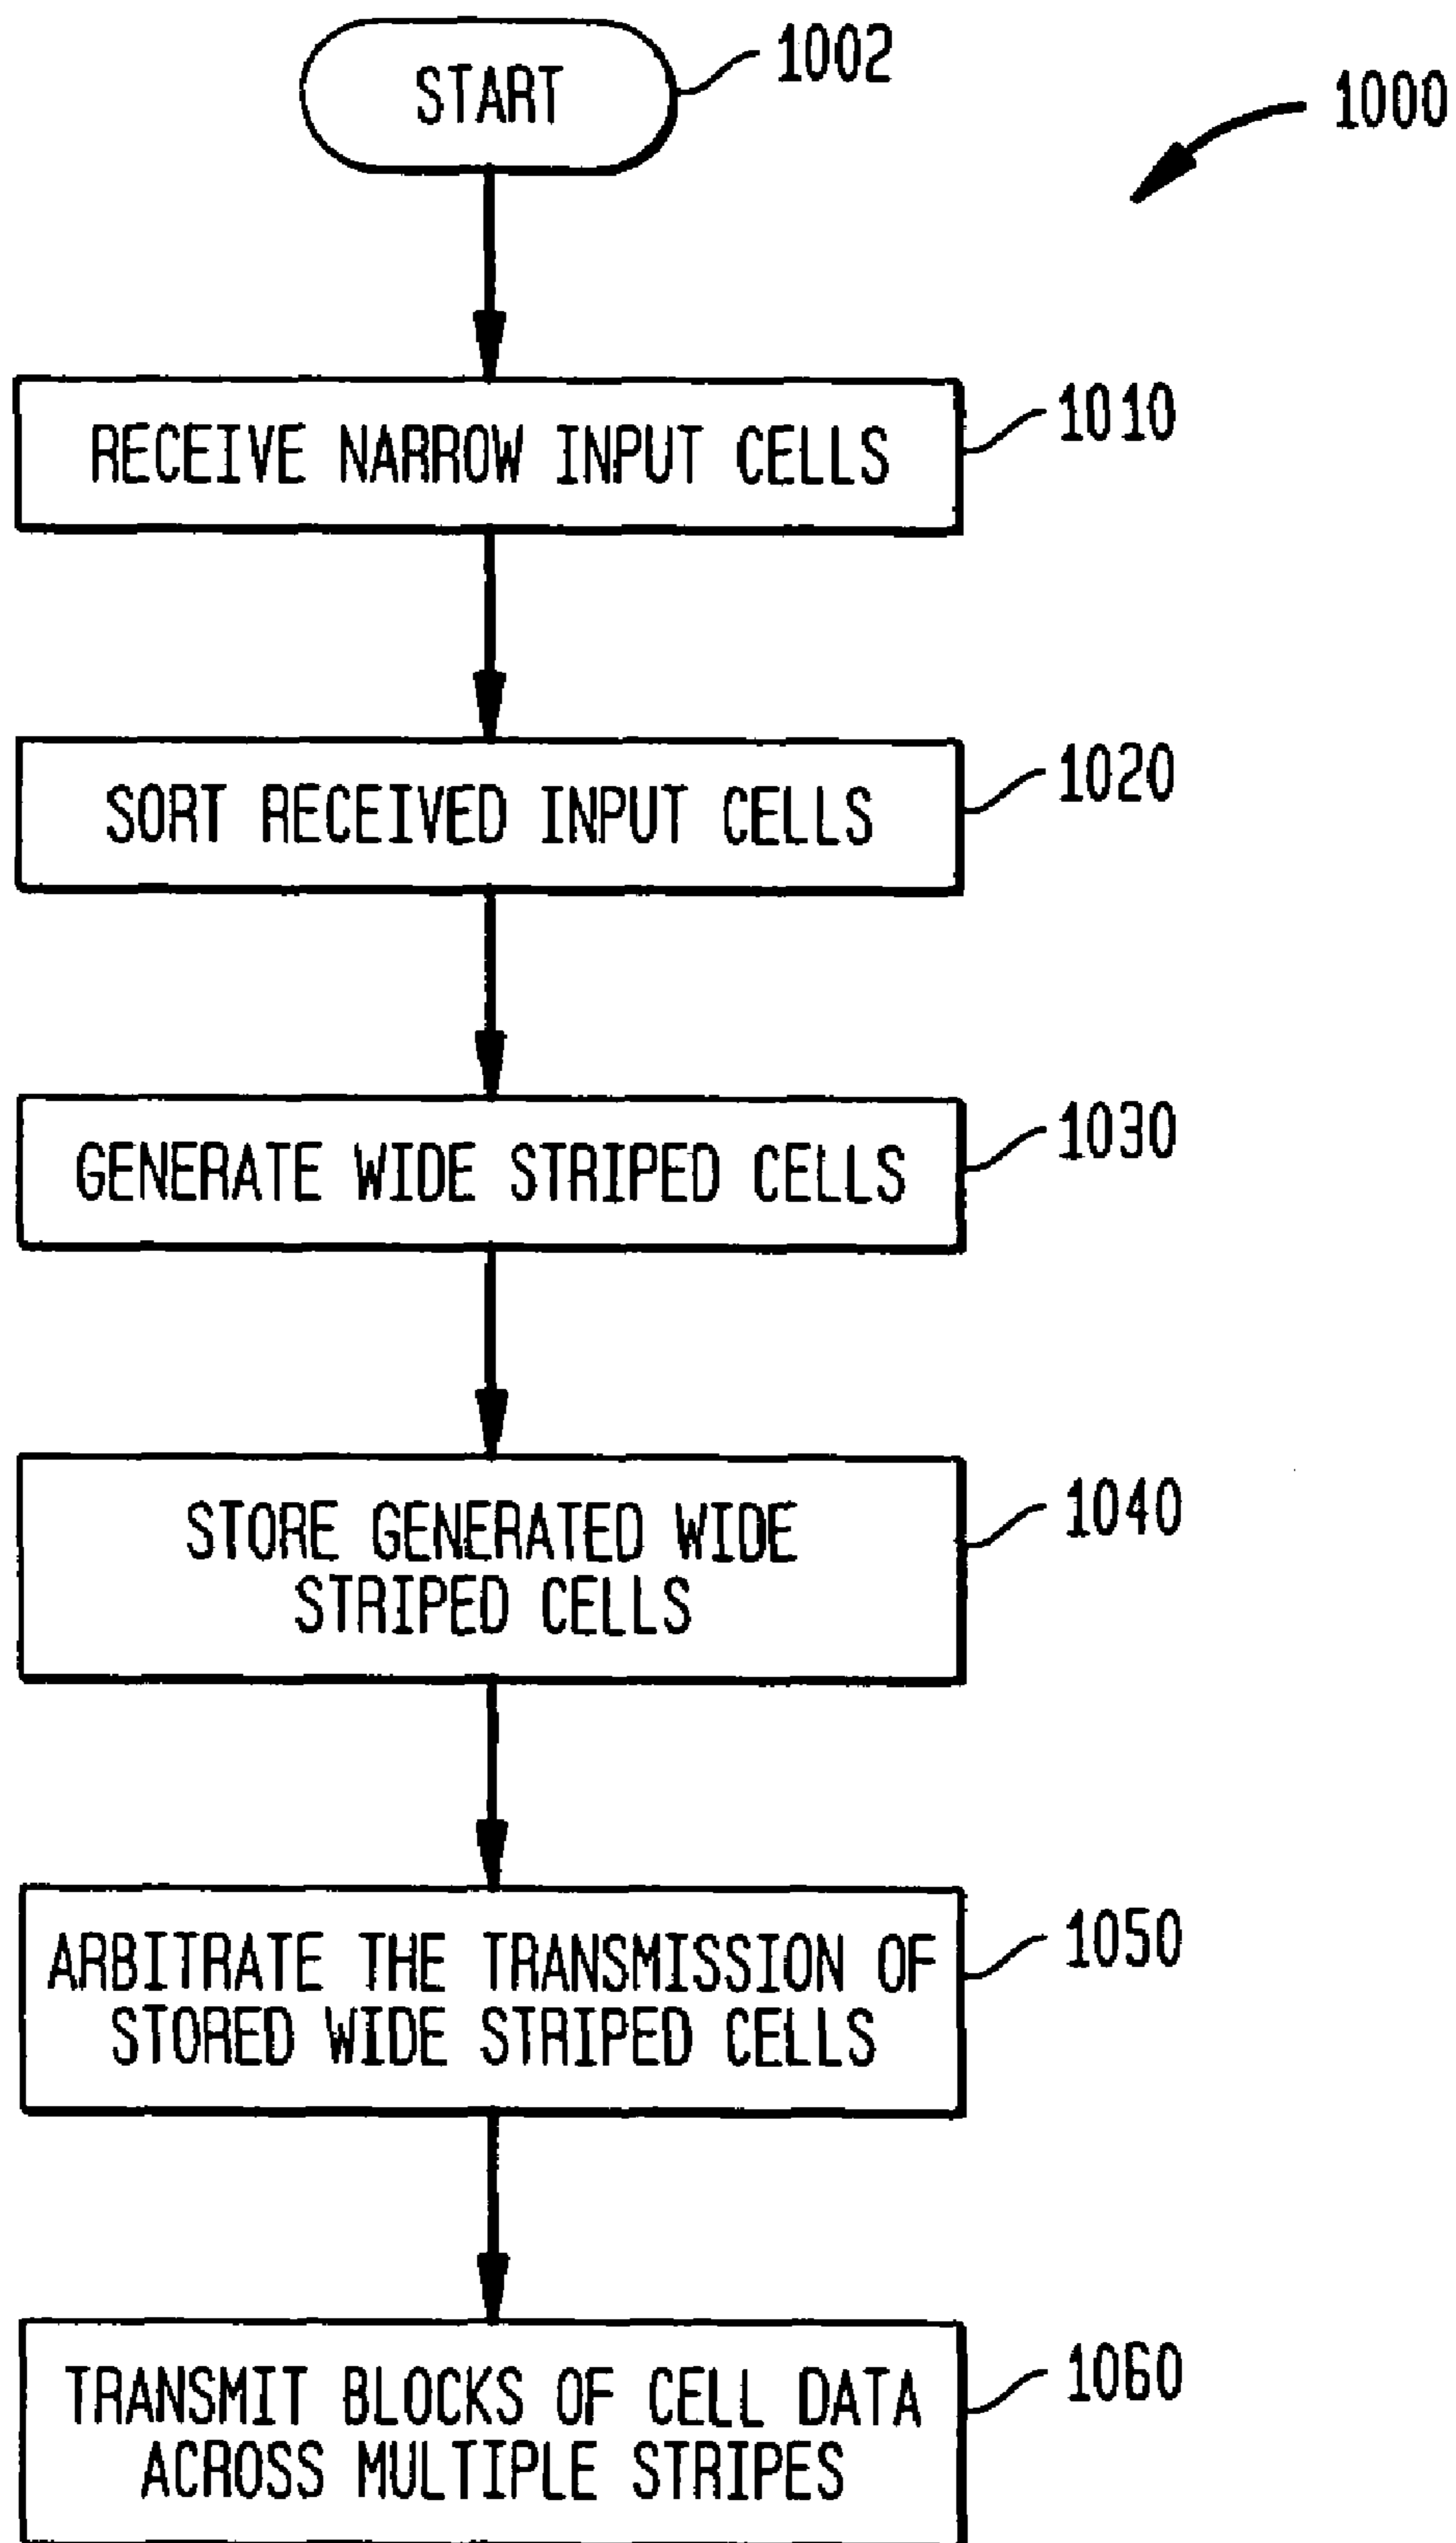 START
1002
1000
RECEIVE NARROW INPUT CELLS
1010
SORT RECEIVED INPUT CELLS
1020
GENERATE WIDE STRIPED CELLS
1030
STORE GENERATED WIDE
STRIPED CELLS
1040
ARBITRATE THE TRANSMISSION OF
STORED WIDE STRIPED CELLS
1050
TRANSMIT BLOCKS OF CELL DATA
ACROSS MULTIPLE STRIPES
1060